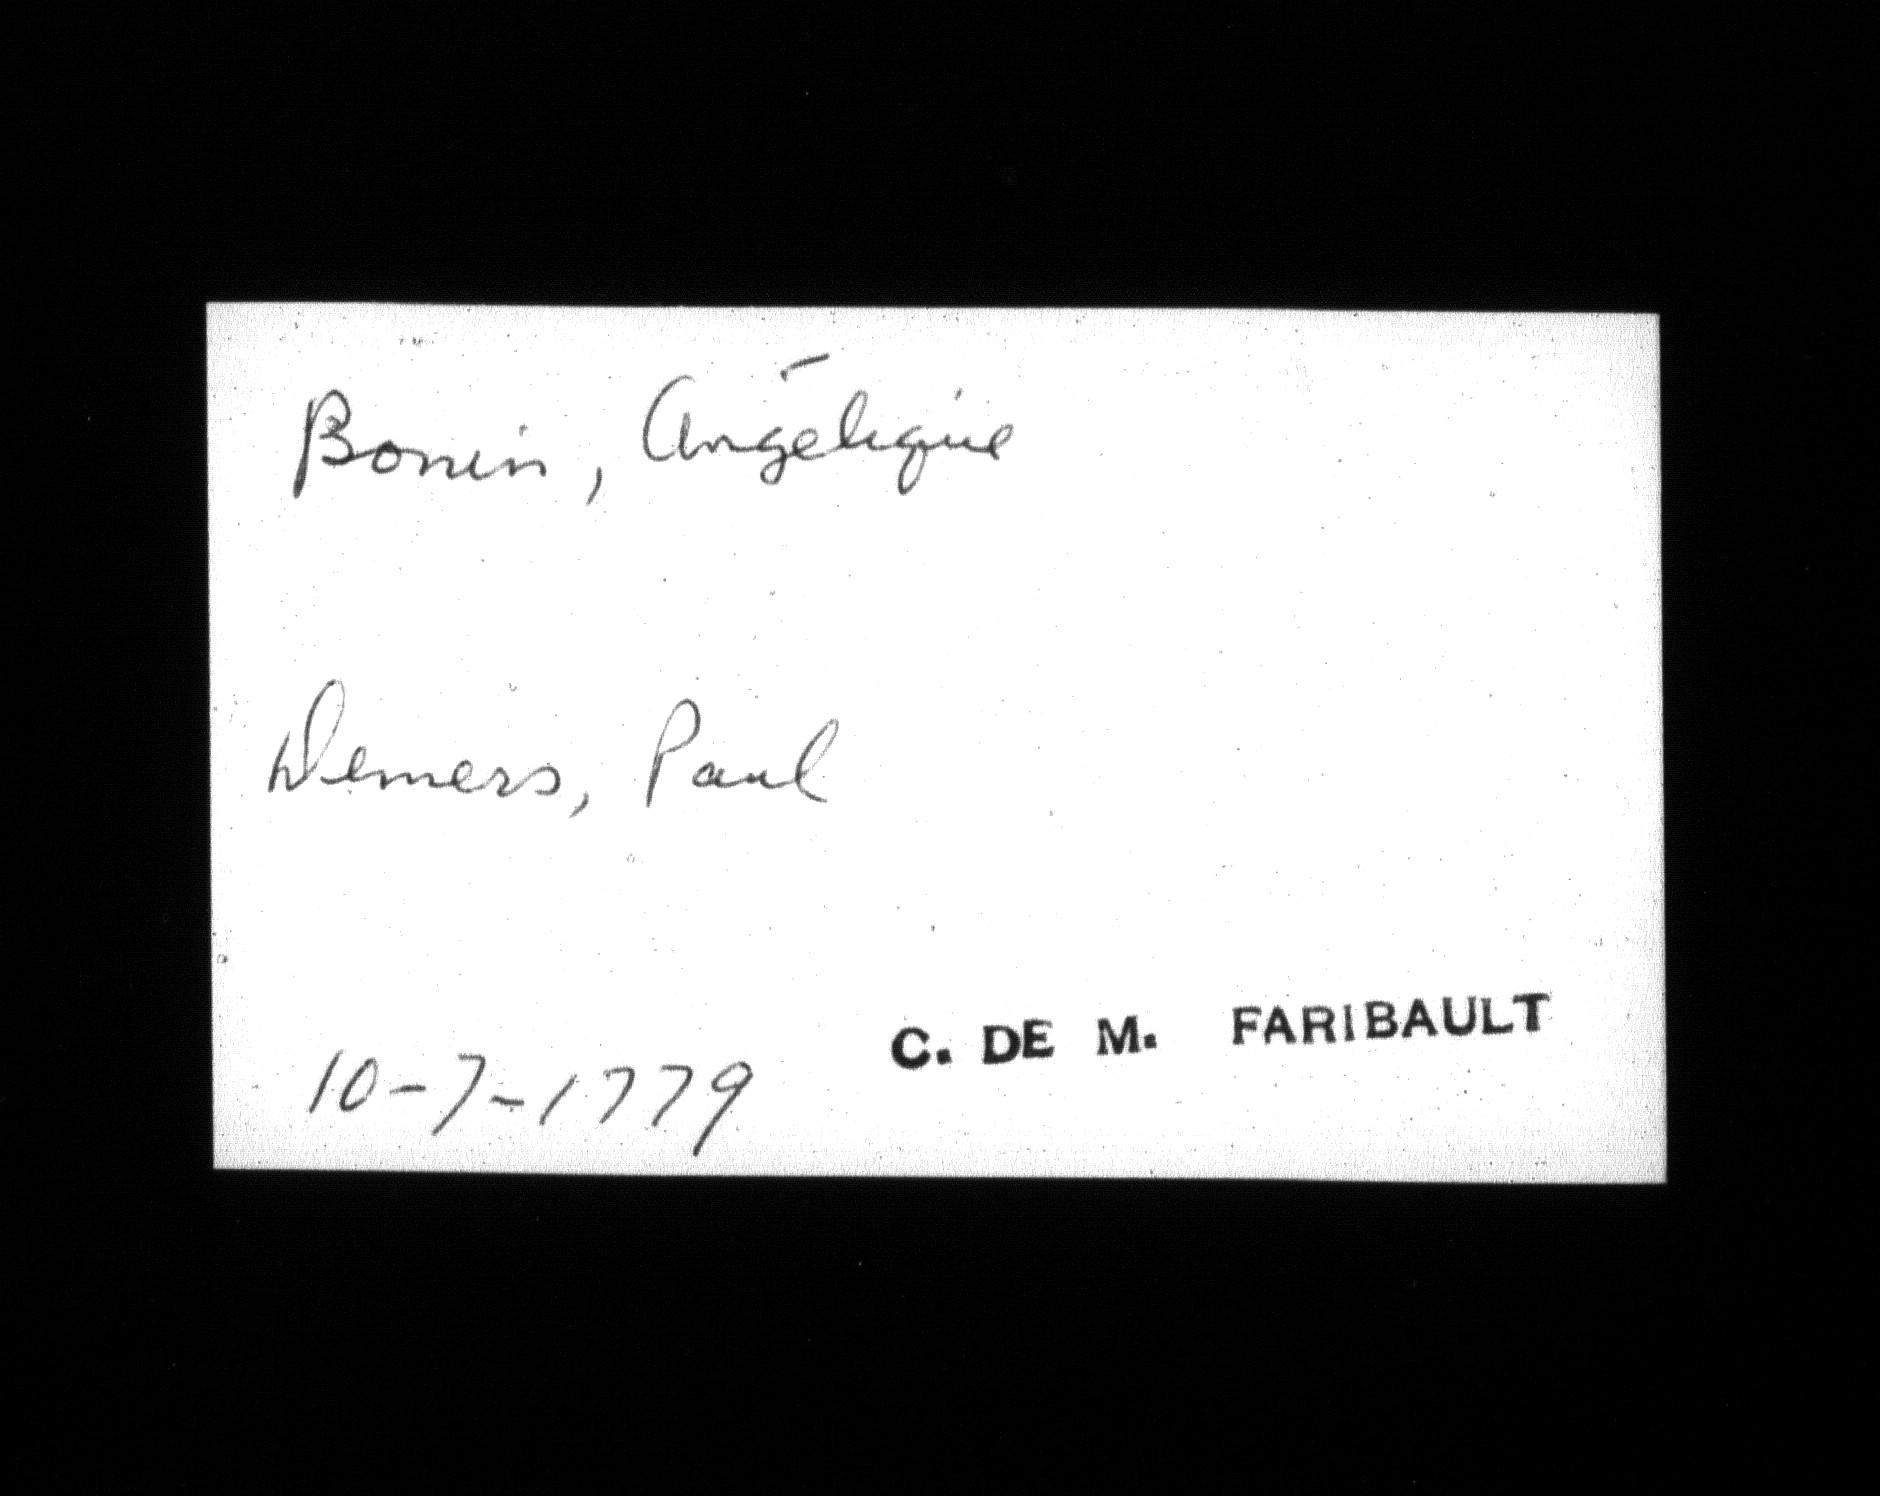 Bonin, Angélique
Demers, Paul
10-7-1779 C. DE M. FARIBAULT